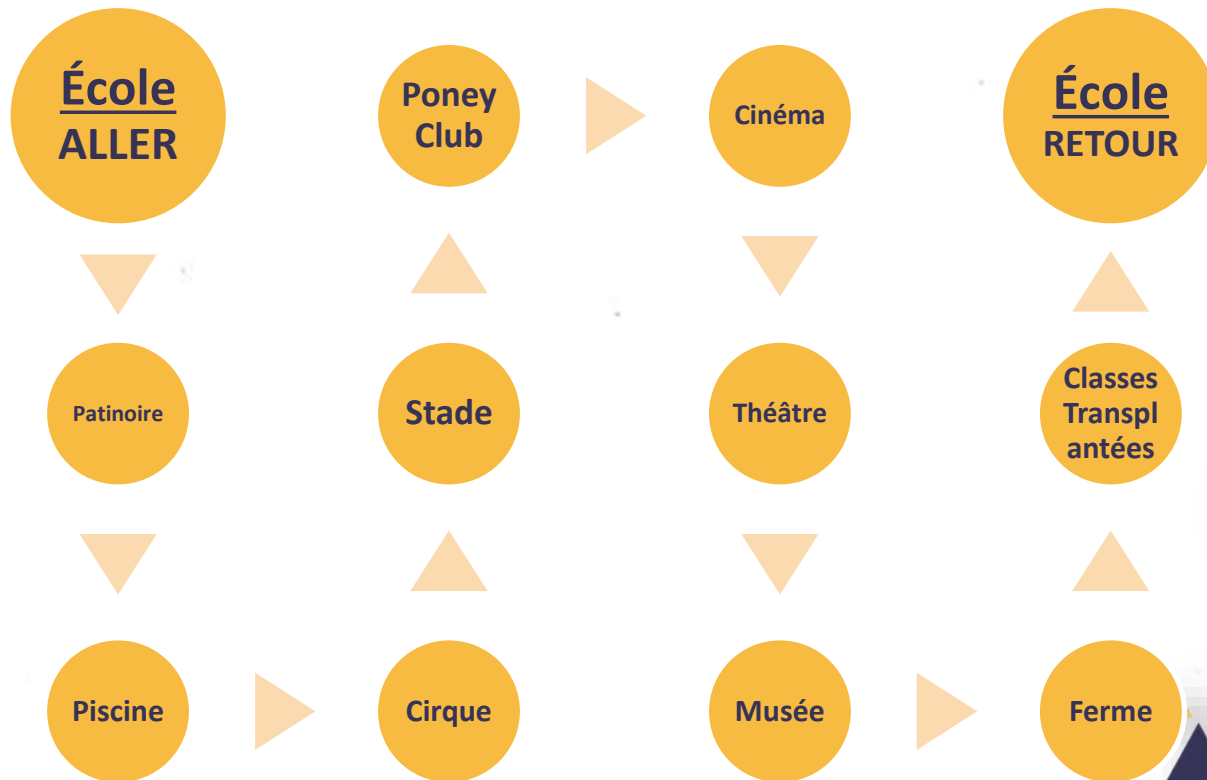 École
ALLER
Patinoire
Piscine
Cirque
Stade
Poney
Club
Cinéma
Théâtre
Musée
Ferme
Classes
Transpl
antées
École
RETOUR